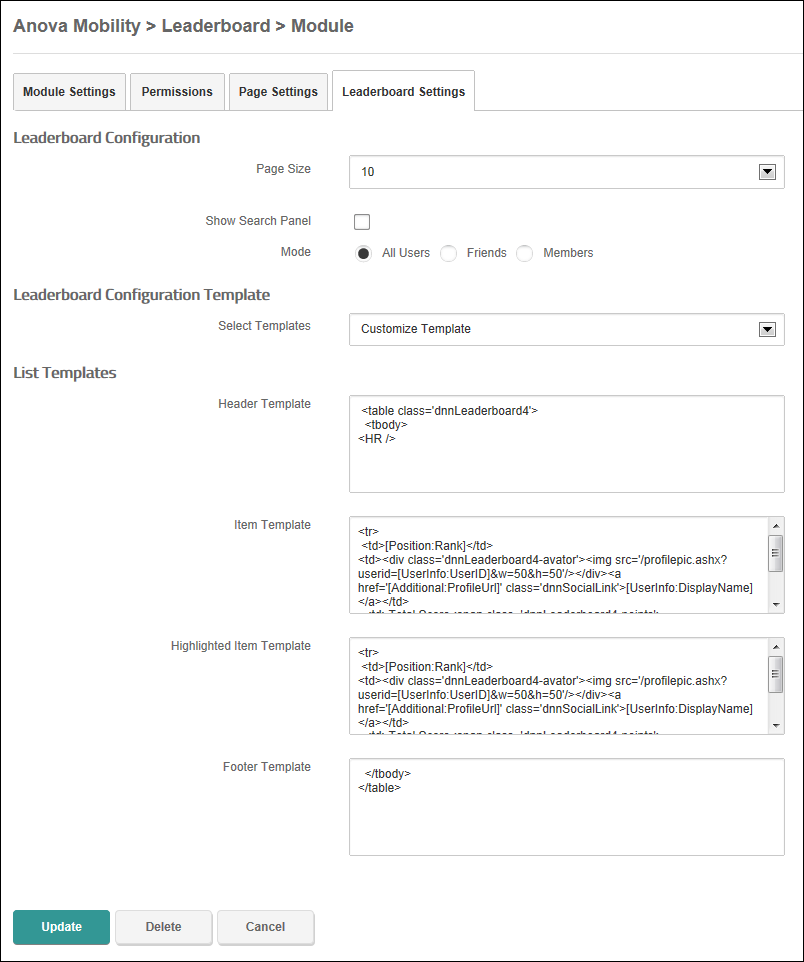 Anova Mobility > Leaderboard > Module
Module Settings
Permissions
Page Settings
Leaderboard Settings
Leaderboard Configuration
Page Size
10
Show Search Panel
Mode
All Users
Friends
Members
Leaderboard Configuration Template
Select Templates
Customize Template
List Templates
Header Template
<table class='dnnLeaderboard4'>
<tbody>
<HR />
Item Template
<tr>
<td>[Position:Rank]</td>
<td><div class='dnnLeaderboard4-avator'><img src='/profilepic.ashx?
userid=[UserInfo:UserID]&w=50&h=50'/></div><a
href='[Additional:ProfileUrl]' class='dnnSocialLink'>[UserInfo:DisplayName]
</a></td>
Highlighted Item Template
<tr>
<td>[Position:Rank]</td>
<td><div class='dnnLeaderboard4-avator'><img src='/profilepic.ashx?
userid=[UserInfo:UserID]&w=50&h=50'/></div><a
href='[Additional:ProfileUrl]' class='dnnSocialLink'>[UserInfo:DisplayName]
</a></td>
Footer Template
</tbody>
</table>
Update
Delete
Cancel